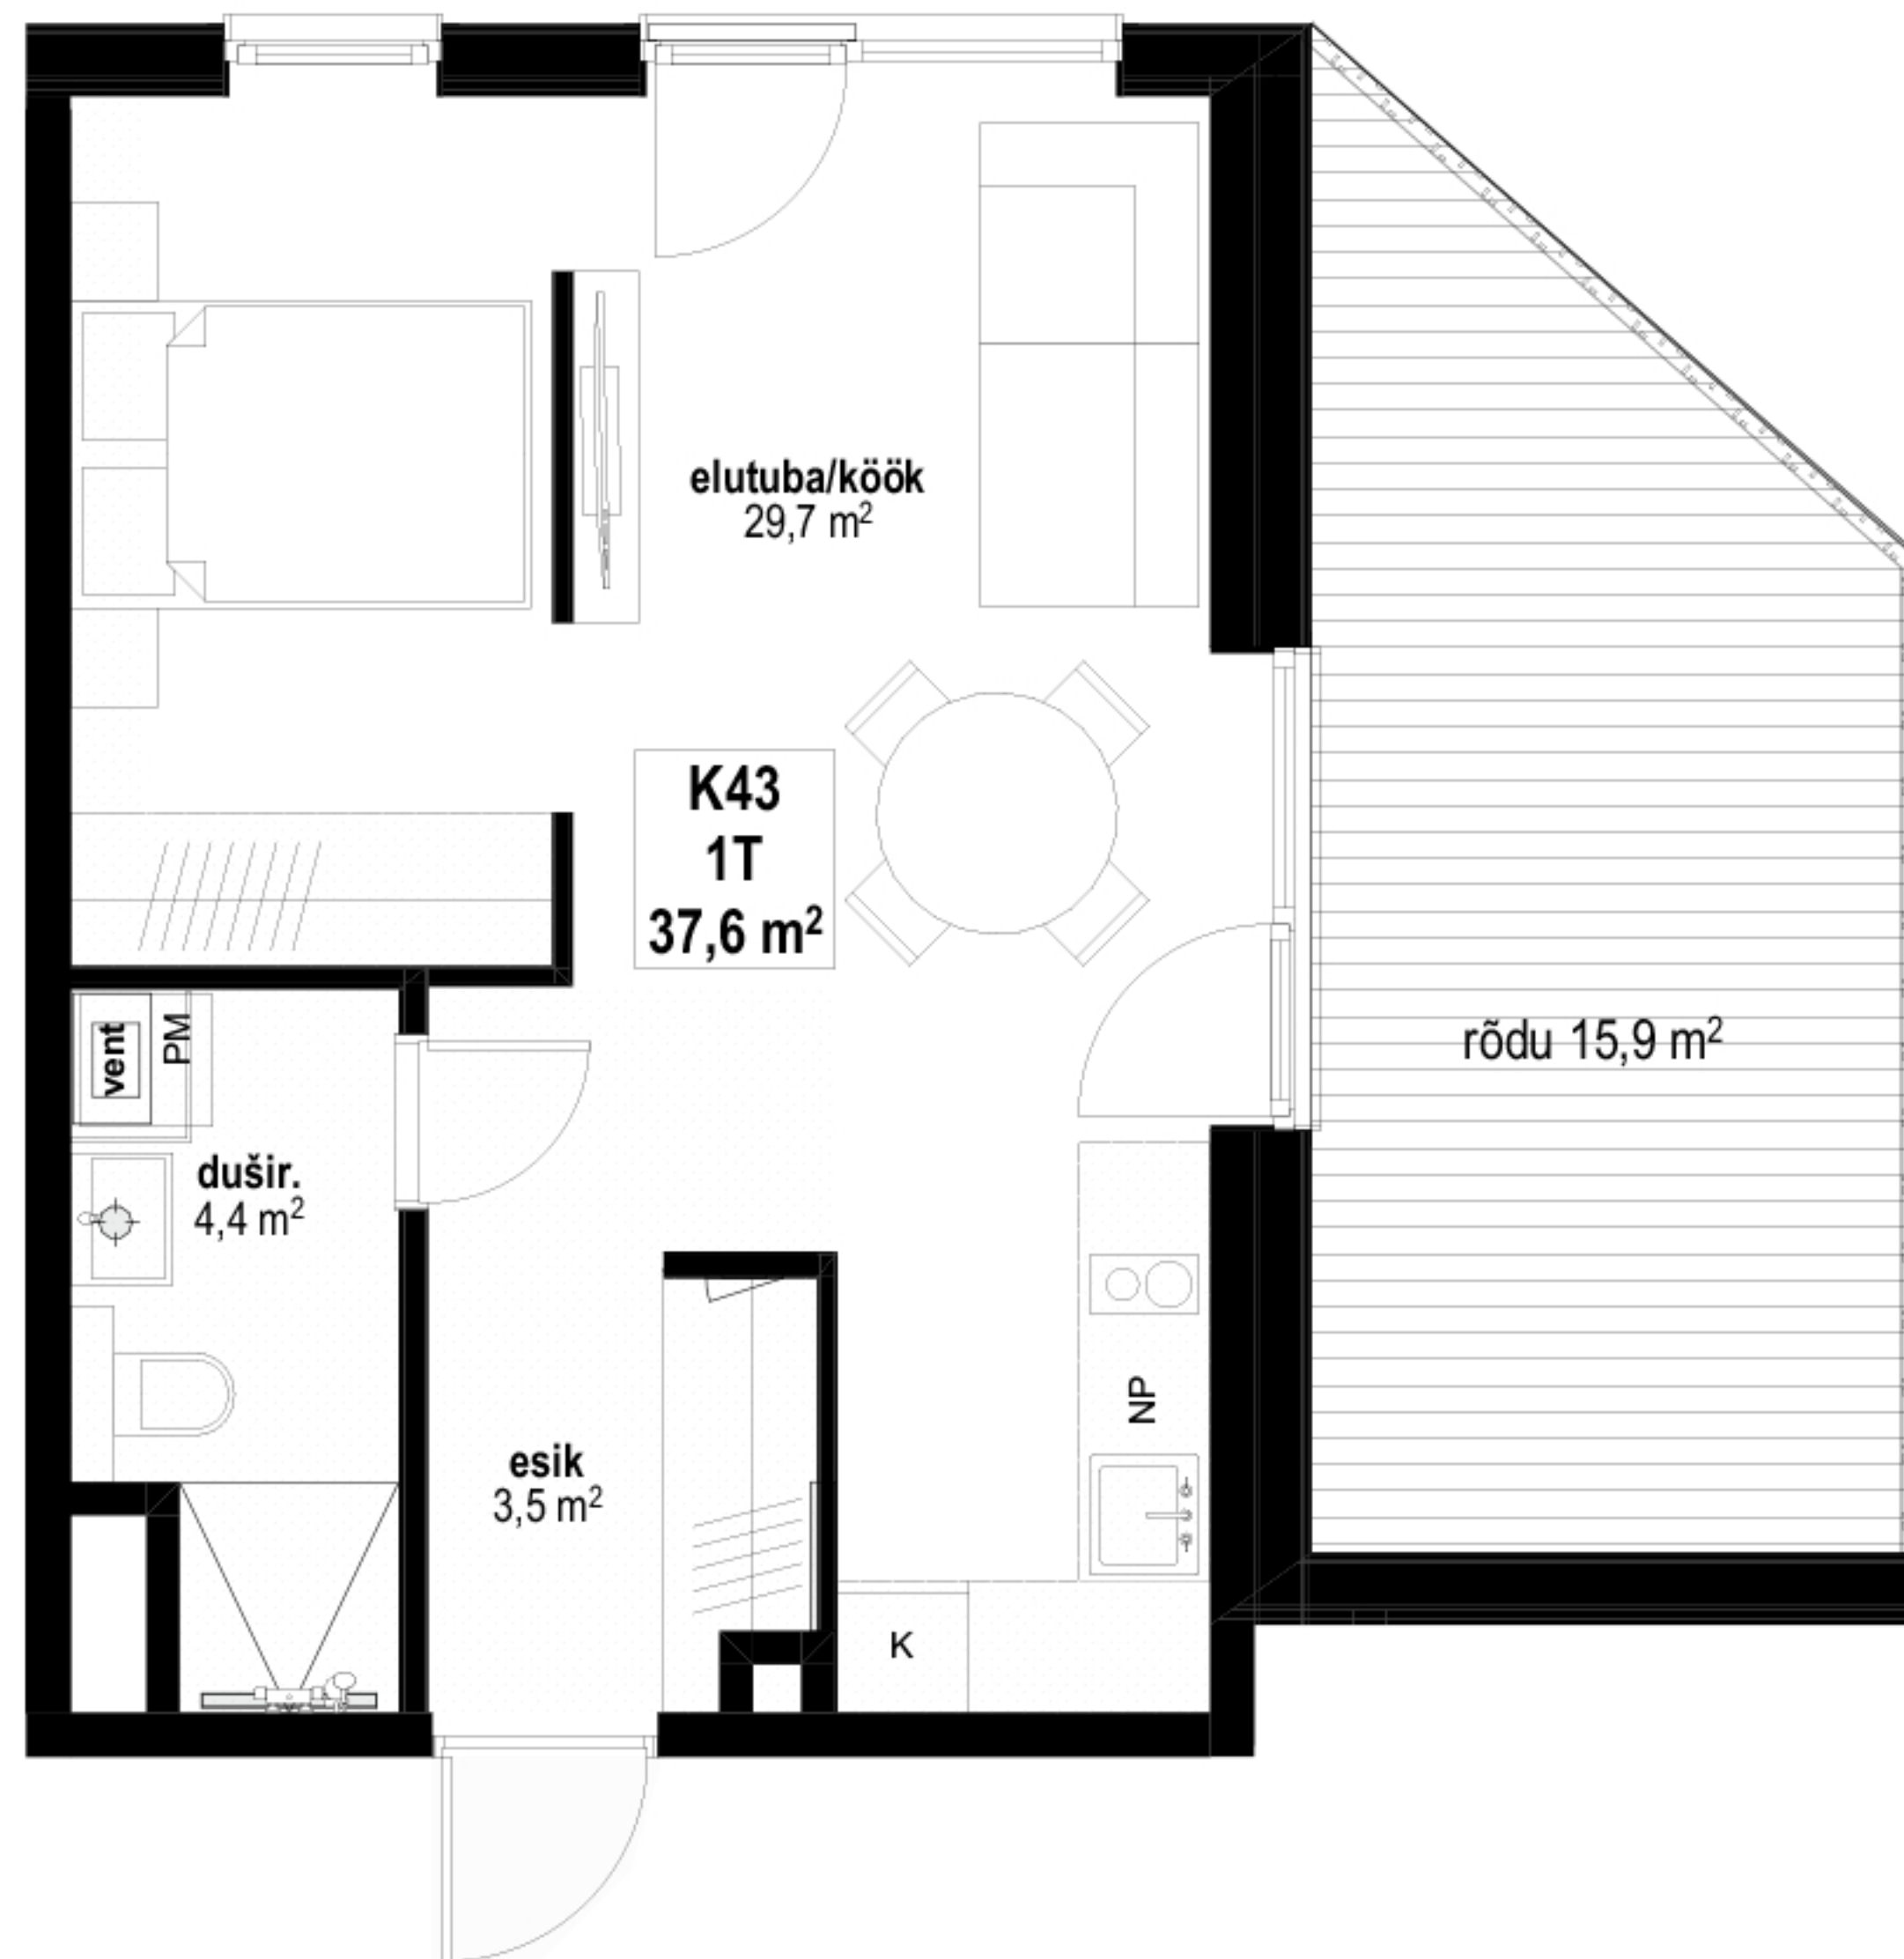 elutuba/köök
29,7 m²
K43
1T
37,6 m²
vent
PM
rõdu 15,9 m²
dušir.
4,4 m²
NP
esik
3,5 m²
K